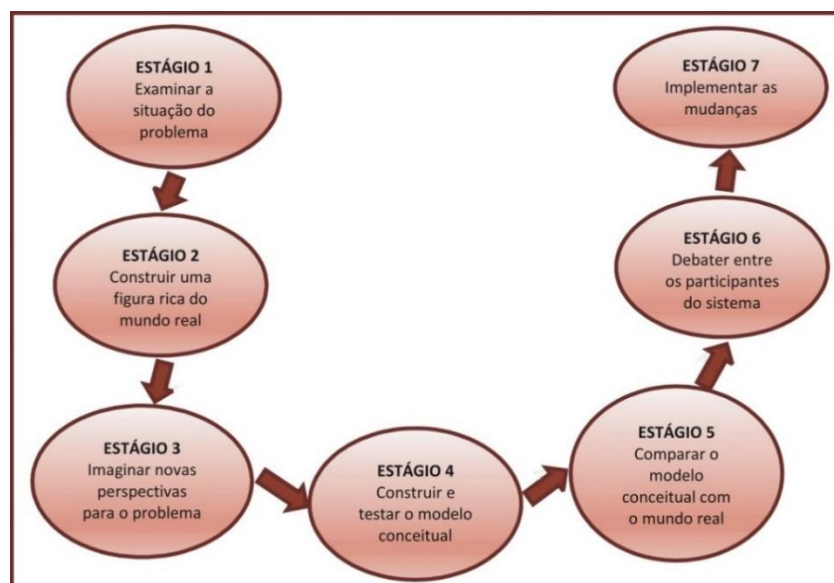 ESTÁGIO 1
Examinar a
situação do
problema
ESTÁGIO 2
Construir uma
figura rica do
mundo real
ESTÁGIO 3
Imaginar novas
perspectivas
para o problema
ESTÁGIO 4
Construir e
testar o modelo
conceitual
ESTÁGIO 5
Comparar o
modelo
conceitual com
o mundo real
ESTÁGIO 6
Debater entre
os participantes
do sistema
ESTÁGIO 7
Implementar as
mudanças